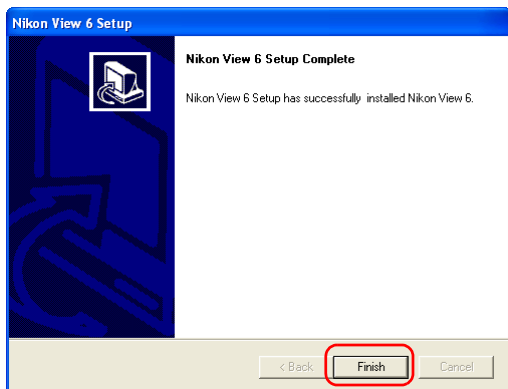 Nikon View 6 Setup
Nikon View 6 Setup Complete
Nikon View 6 Setup has successfully installed Nikon View 6.
< Back
Finish
Cancel